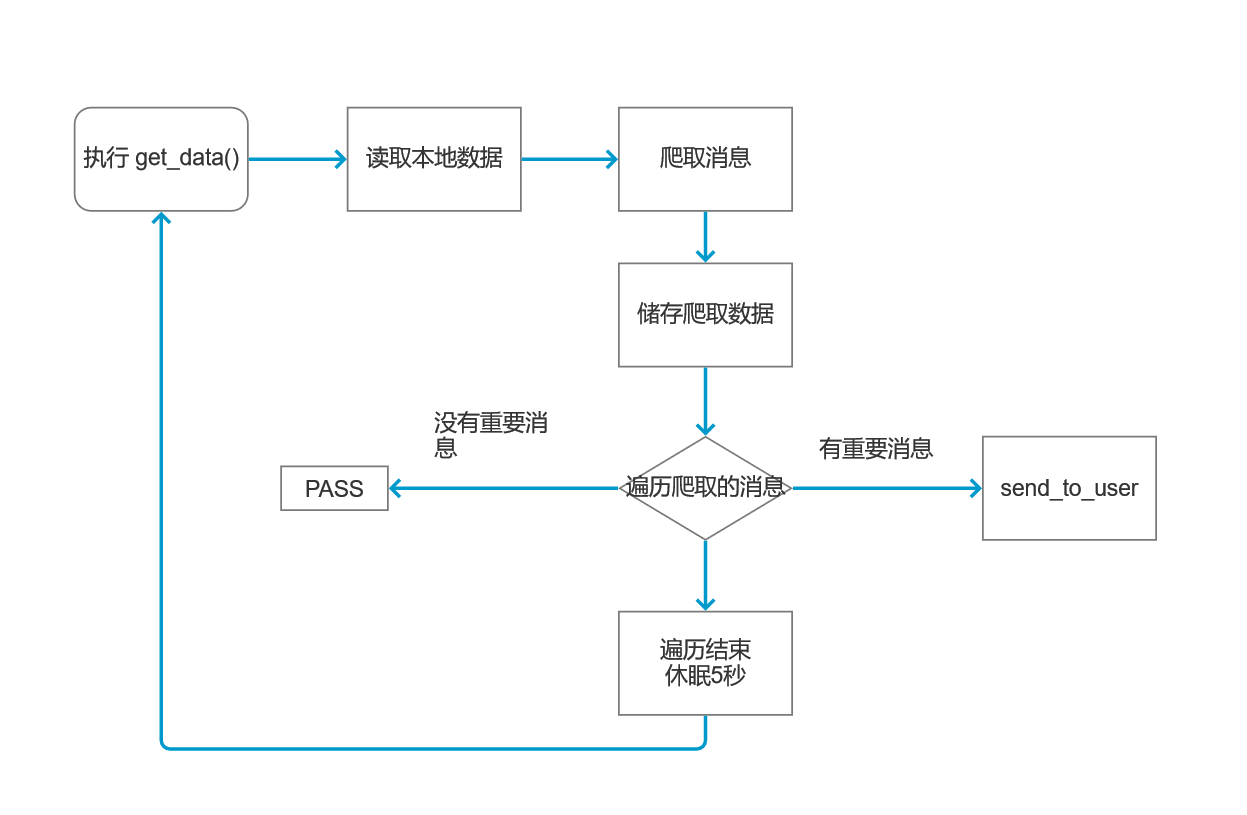 执行 get_data()
读取本地数据
爬取消息
储存爬取数据
没有重要消
息
有重要消息
PASS
遍历爬取的消息
send_to_user
遍历结束
休眠5秒